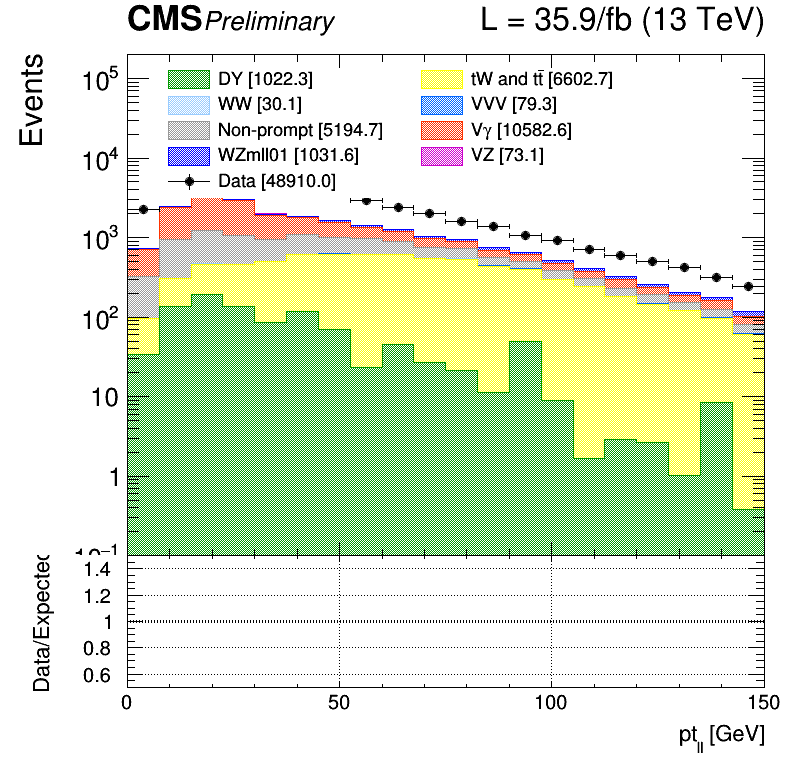 CMS Preliminary L = 35.9/fb (13 TeV)
Events
10⁵
10⁴
10³
10²
10
1
10⁻¹
DY [1022.3]
tW and tt̄ [6602.7]
WW [30.1]
VVV [79.3]
Non-prompt [5194.7]
Vγ [10582.6]
WZmll01 [1031.6]
VZ [73.1]
Data [48910.0]
Data/Expected
1.4
1.2
1
0.8
0.6
0 50 100 150
pt_ll [GeV]